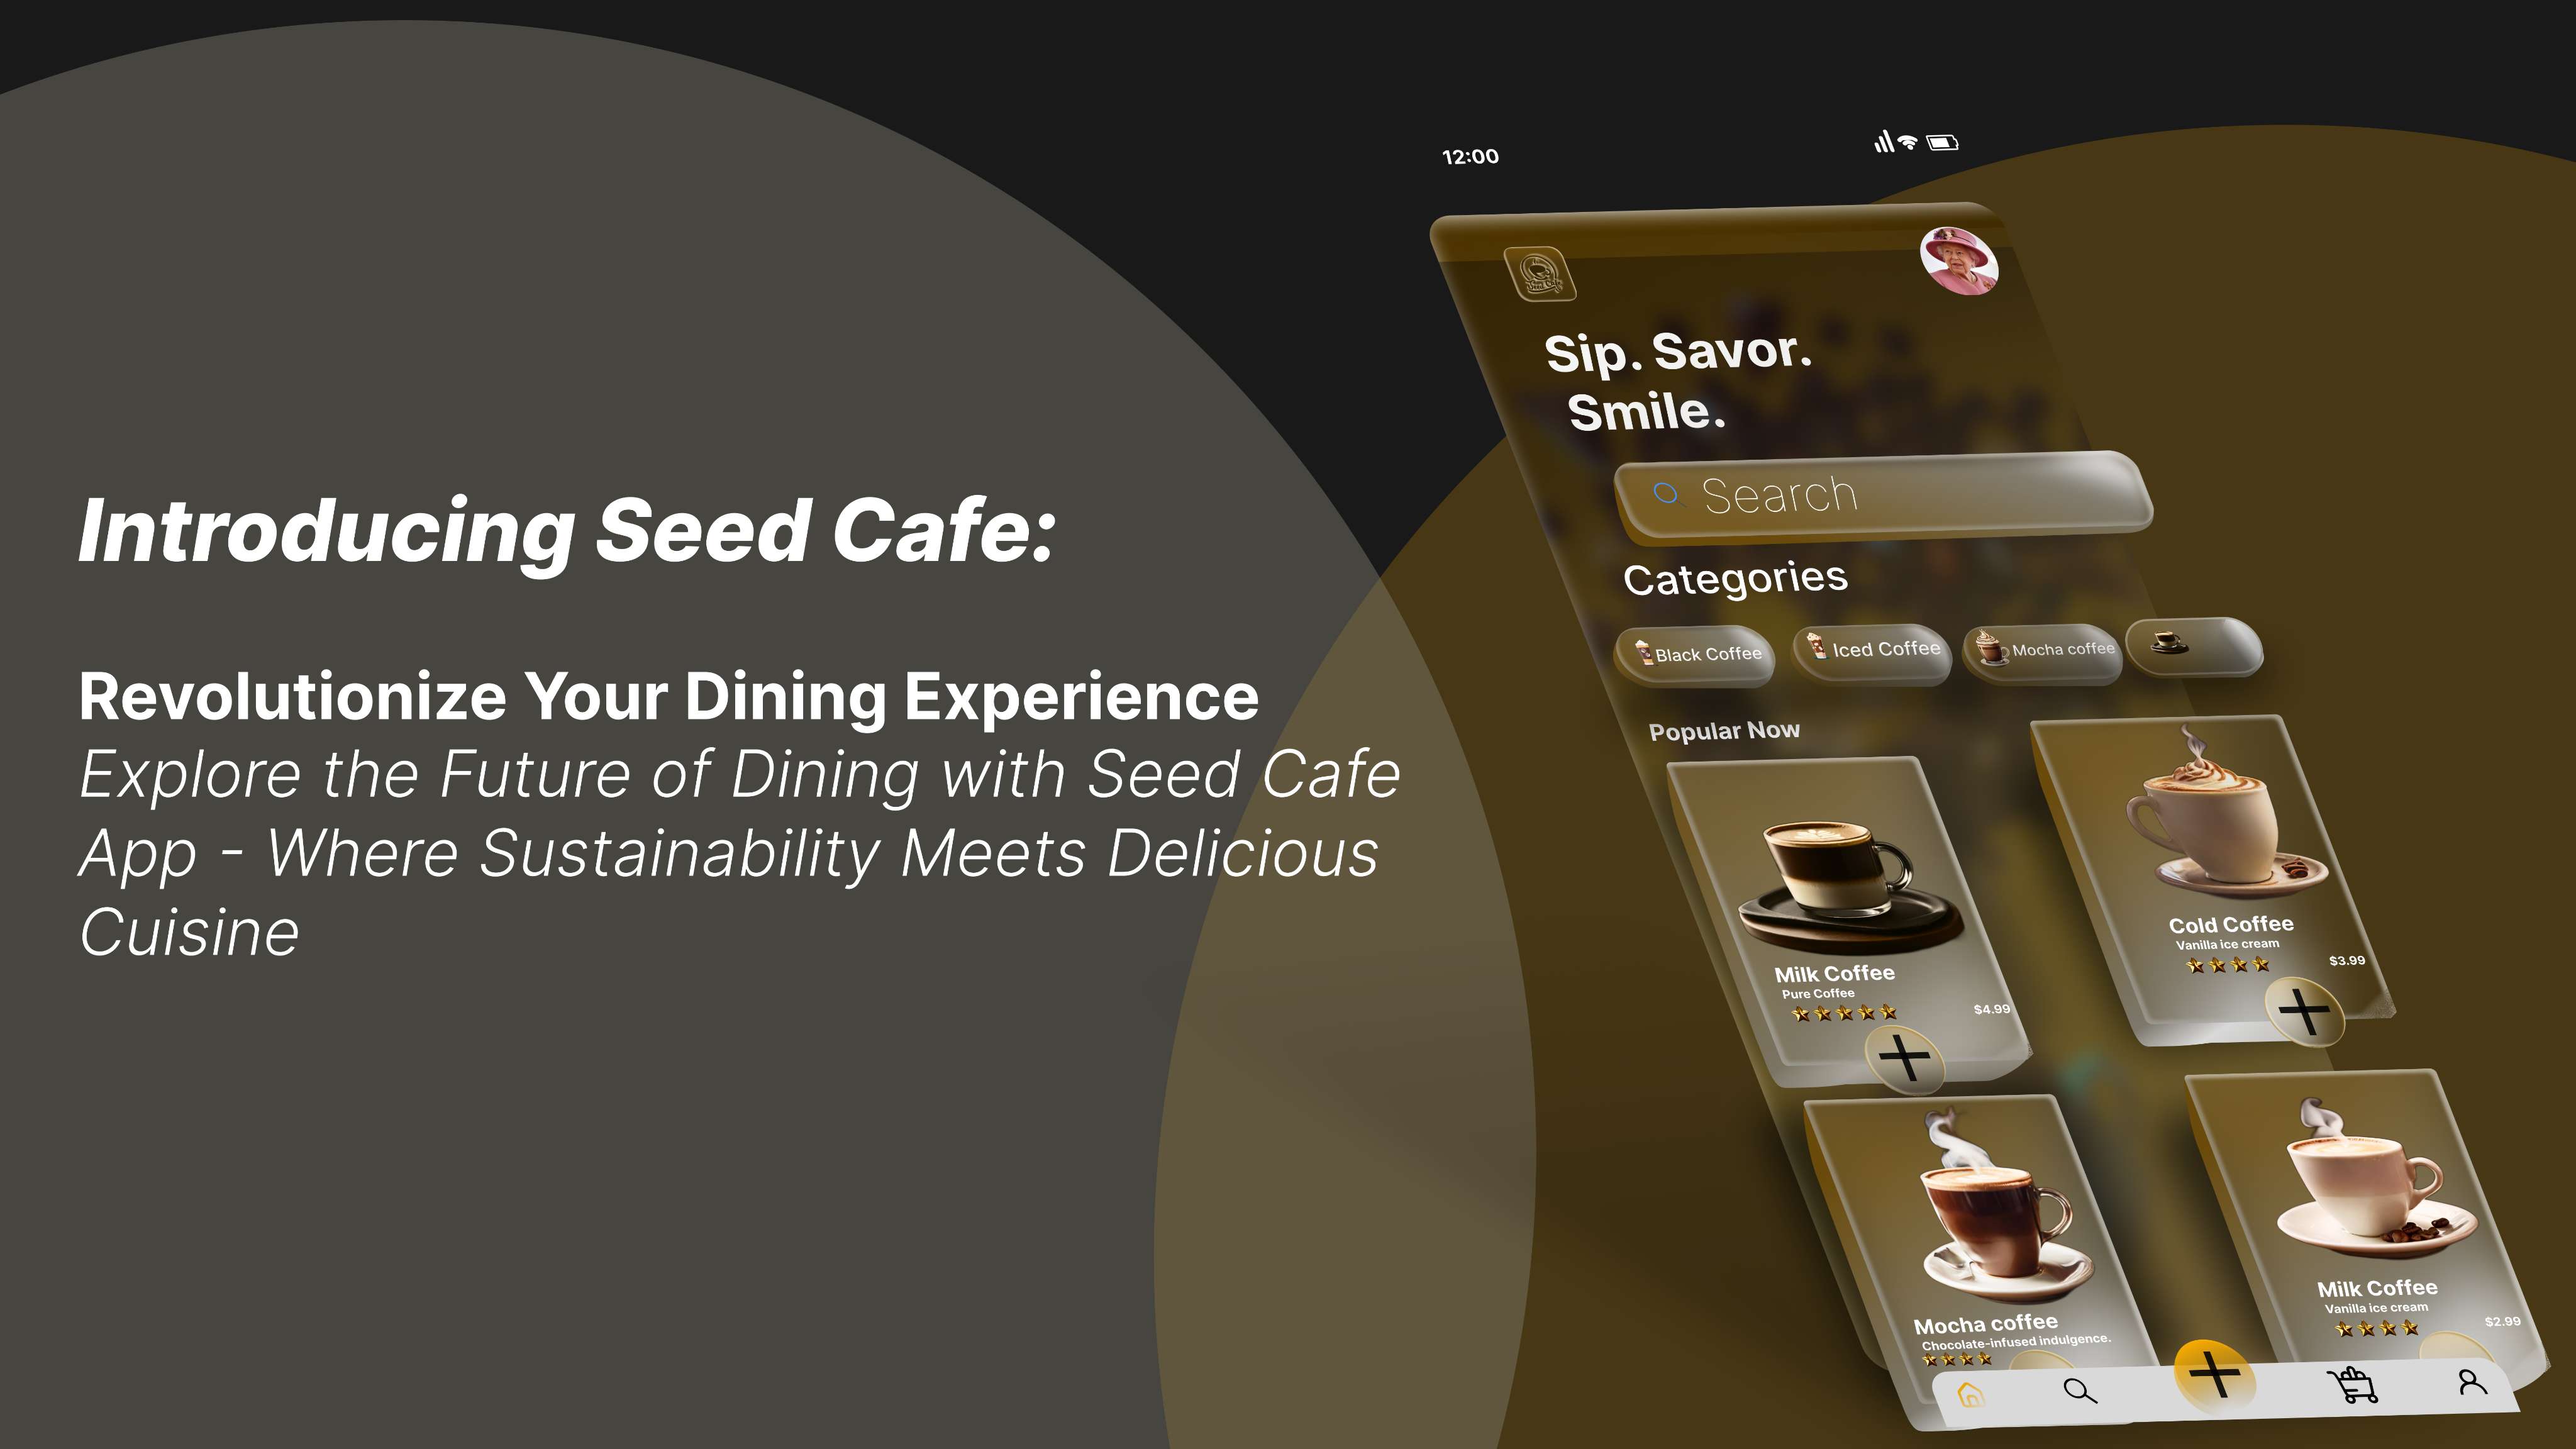 Introducing Seed Cafe:
Revolutionize Your Dining Experience
Explore the Future of Dining with Seed Cafe
App - Where Sustainability Meets Delicious
Cuisine
12:00
Sip. Savor.
Smile.
Search
Categories
Black Coffee
Iced Coffee
Mocha coffee
Popular Now
Milk Coffee
Pure Coffee
$4.99
Cold Coffee
Vanilla ice cream
$3.99
Mocha coffee
Chocolate-infused indulgence.
Milk Coffee
Vanilla ice cream
$2.99